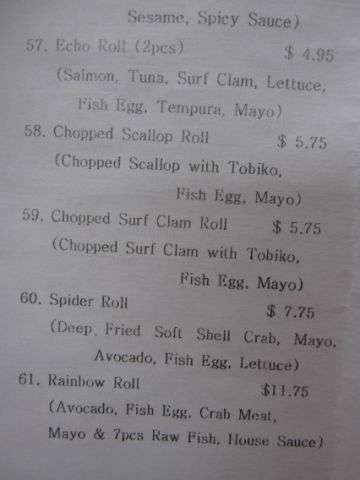 Sesame, Spicy Sauce)
57. Echo Roll (2pcs) $ 4.95
(Salmon, Tuna, Surf Clam, Lettuce,
Fish Egg, Tempura, Mayo)
58. Chopped Scallop Roll $ 5.75
(Chopped Scallop with Tobiko,
Fish Egg, Mayo)
59. Chopped Surf Clam Roll $ 5.75
(Chopped Surf Clam with Tobiko,
Fish Egg, Mayo)
60. Spider Roll $ 7.75
(Deep Fried Soft Shell Crab, Mayo,
Avocado, Fish Egg, Lettuce)
61. Rainbow Roll $11.75
(Avocado, Fish Egg, Crab Meat,
Mayo & 7pcs Raw Fish, House Sauce)